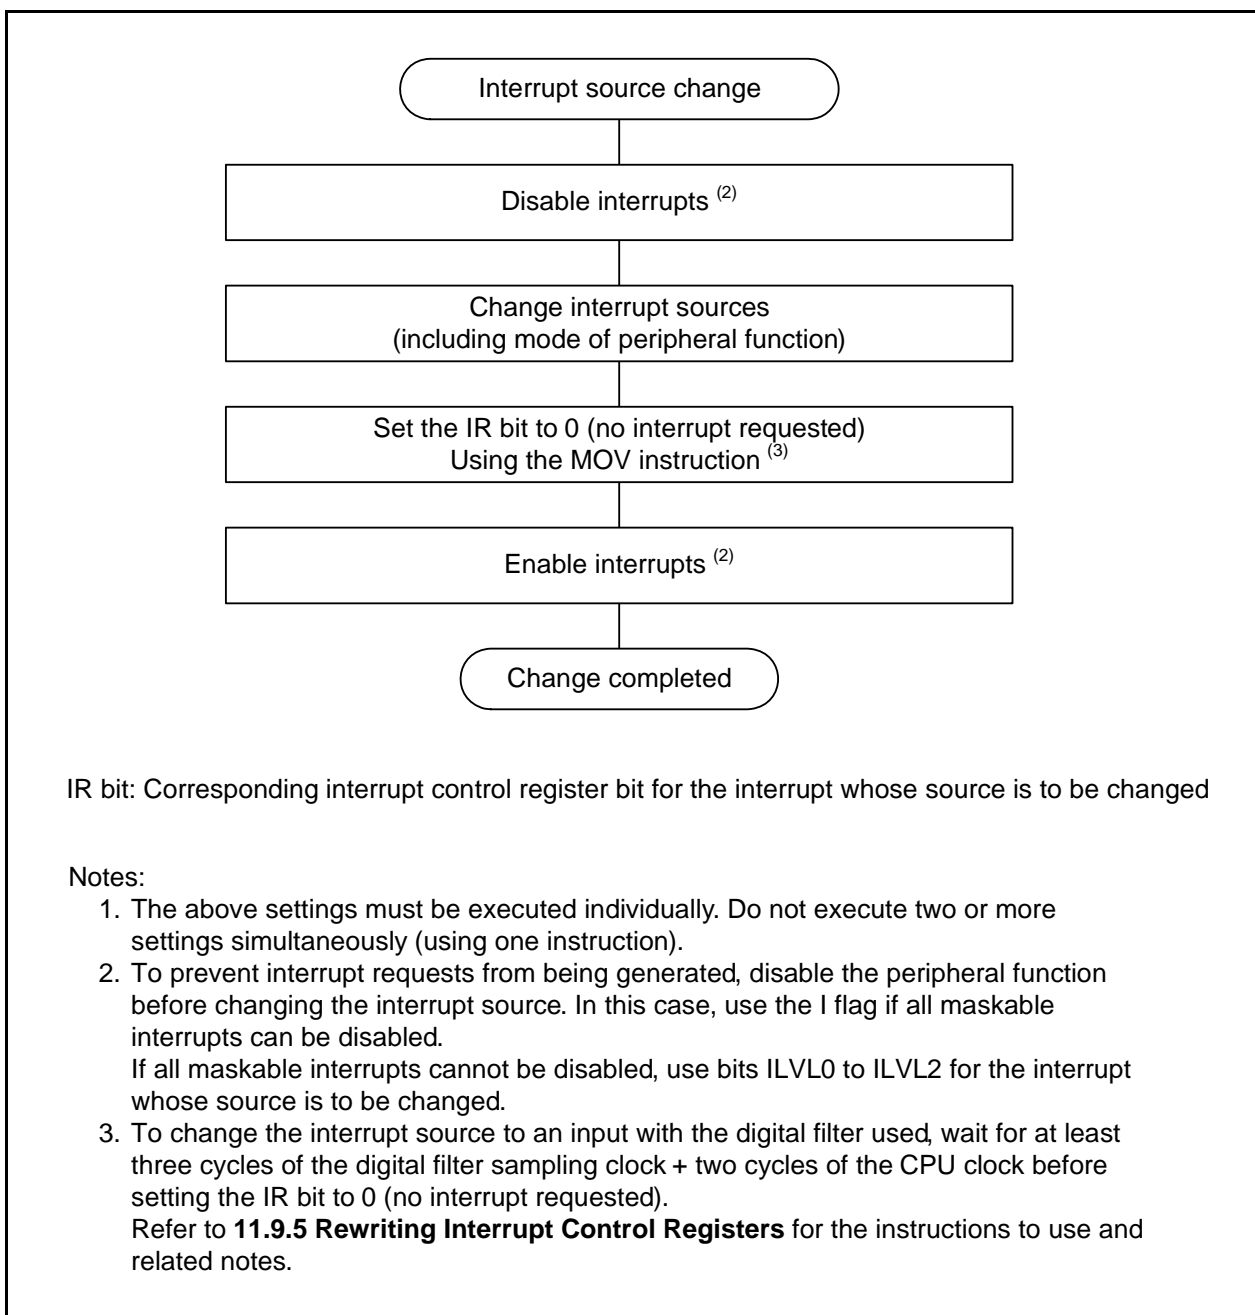 Interrupt source change
Disable interrupts (2)
Change interrupt sources
(including mode of peripheral function)
Set the IR bit to 0 (no interrupt requested)
Using the MOV instruction (3)
Enable interrupts (2)
Change completed
IR bit: Corresponding interrupt control register bit for the interrupt whose source is to be changed
Notes:
1. The above settings must be executed individually. Do not execute two or more
settings simultaneously (using one instruction).
2. To prevent interrupt requests from being generated, disable the peripheral function
before changing the interrupt source. In this case, use the I flag if all maskable
interrupts can be disabled.
If all maskable interrupts cannot be disabled, use bits ILVL0 to ILVL2 for the interrupt
whose source is to be changed.
3. To change the interrupt source to an input with the digital filter used, wait for at least
three cycles of the digital filter sampling clock + two cycles of the CPU clock before
setting the IR bit to 0 (no interrupt requested).
Refer to 11.9.5 Rewriting Interrupt Control Registers for the instructions to use and
related notes.